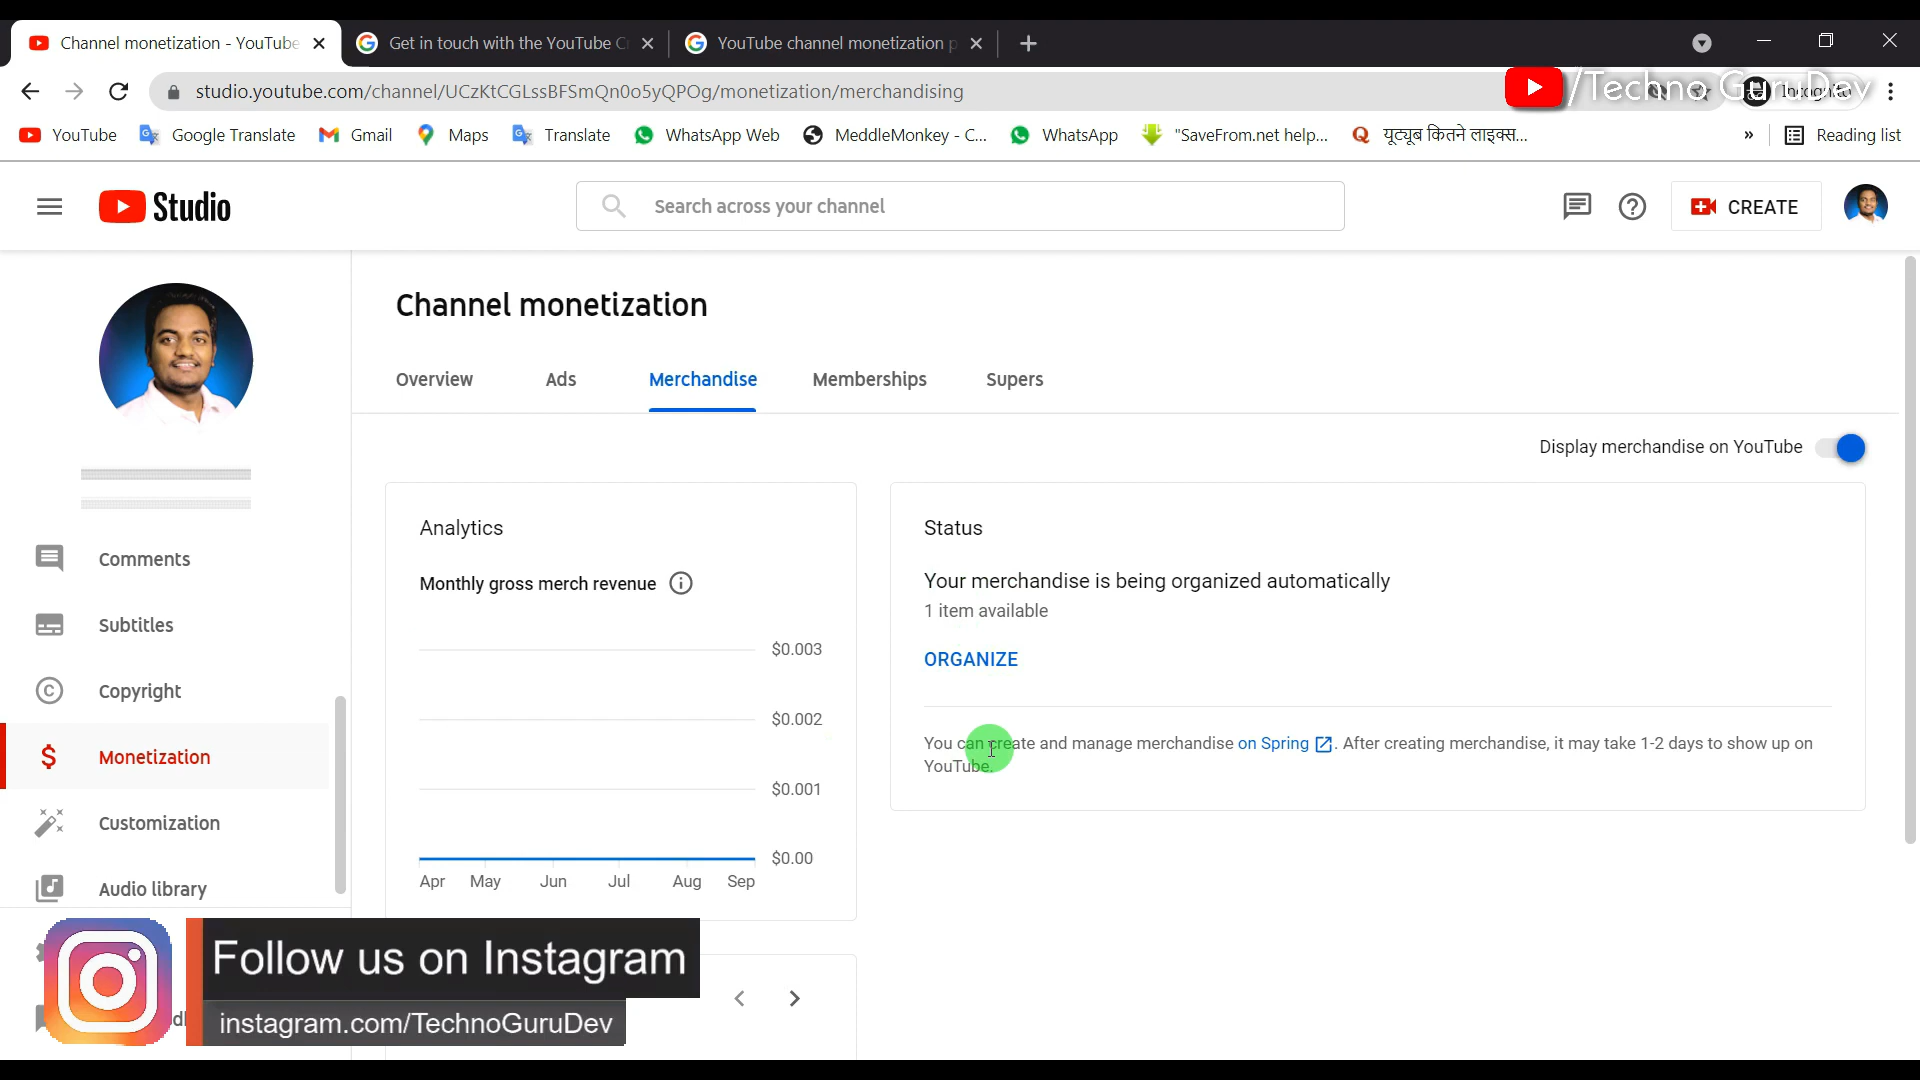 Channel monetization - YouTube
Get in touch with the YouTube C
YouTube channel monetization p
studio.youtube.com/channel/UCzKtCGLssBFSmQn0o5yQPOg/monetization/merchandising
/Techno GuruDev
YouTube
Google Translate
Gmail
Maps
Translate
WhatsApp Web
MeddleMonkey - C...
WhatsApp
"SaveFrom.net help...
यूट्यूब कितने लाइक्स...
»
Reading list
Studio
Search across your channel
CREATE
Channel monetization
Overview
Ads
Merchandise
Memberships
Supers
Display merchandise on YouTube
Analytics
Monthly gross merch revenue
$0.003
$0.002
$0.001
$0.00
Apr May Jun Jul Aug Sep
Status
Your merchandise is being organized automatically
1 item available
ORGANIZE
You can create and manage merchandise on Spring. After creating merchandise, it may take 1-2 days to show up on
YouTube.
Comments
Subtitles
Copyright
Monetization
Customization
Audio library
Follow us on Instagram
instagram.com/TechnoGuruDev